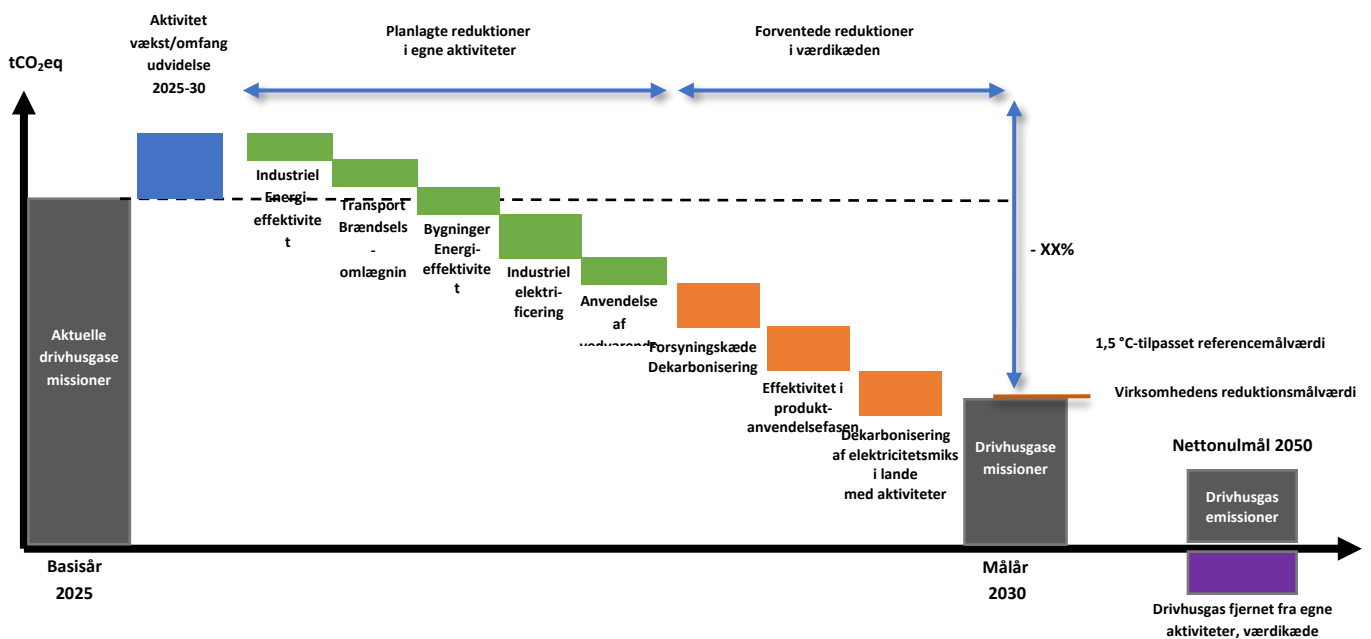 Aktivitet
vækst/omfang
udvidelse
2025-30
Planlagte reduktioner
i egne aktiviteter
Forventede reduktioner
i værdikæden
tCO₂eq
Industriel
Energi-
effektivite
t
Transport
Brændsels
-
omlægnin
Bygninger
Energi-
effektivite
t
Industriel
elektri-
ficering
Anvendelse
af
vedvarende
Forsyningskæde
Dekarbonisering
Effektivitet i
produkt-
anvendelsefasen
Dekarbonisering
af elektricitetsmiks
i lande
med aktiviteter
- XX%
1,5 °C-tilpasset referencemålværdi
Virksomhedens reduktionsmålværdi
Aktuelle
drivhusgase
missioner
Drivhusgase
missioner
Nettonulmål 2050
Drivhusgas
emissioner
Basisår
2025
Målår
2030
Drivhusgas fjernet fra egne
aktiviteter, værdikæde